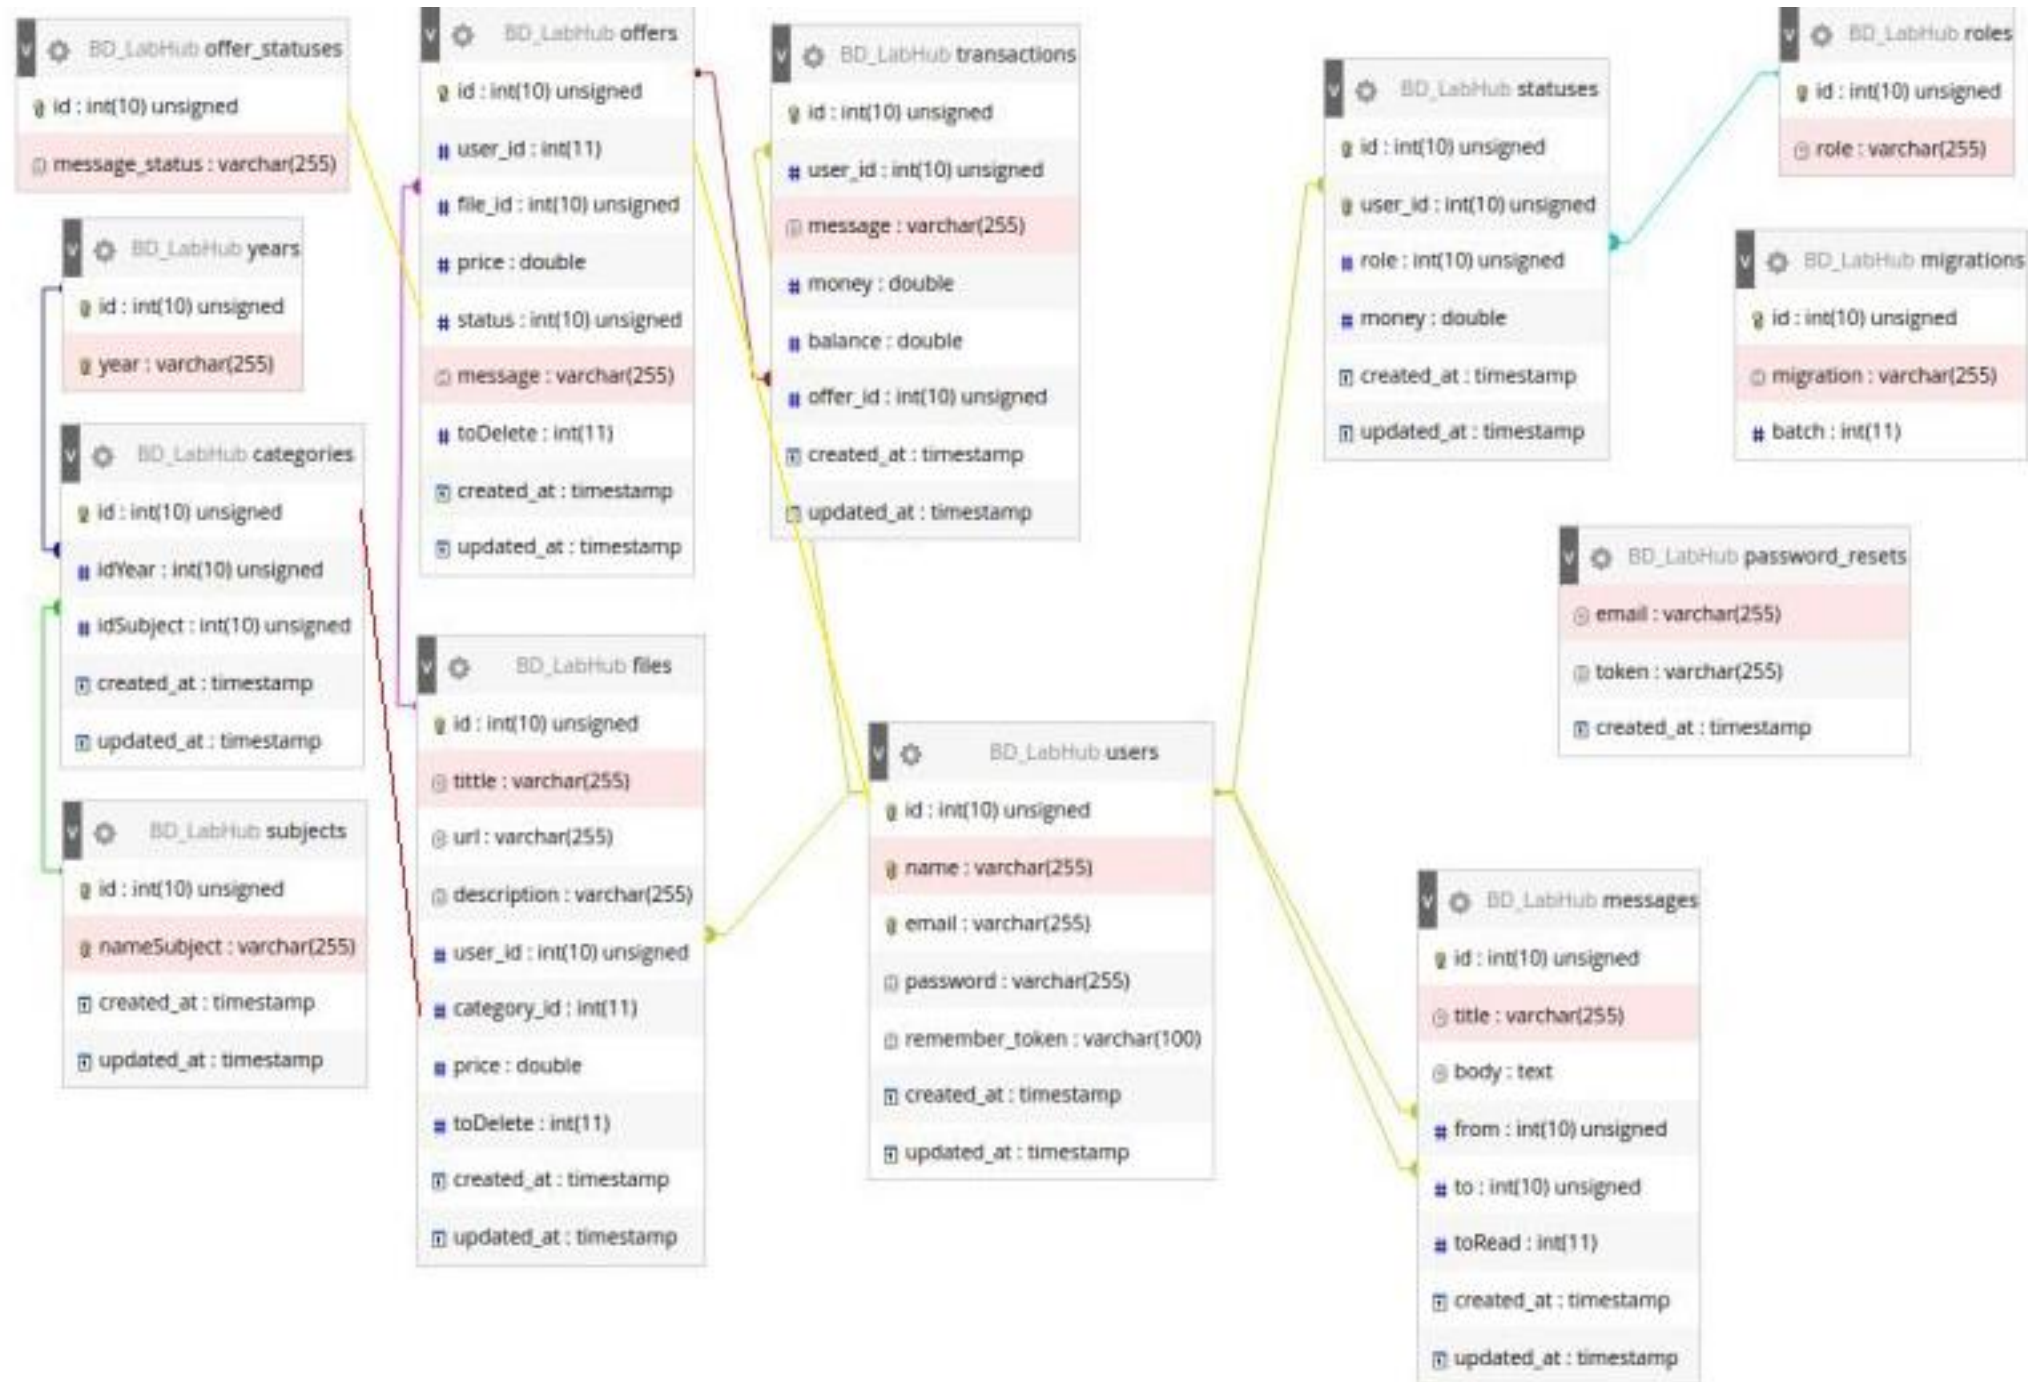 BD_LabHub offer_statuses
id : int(10) unsigned
message_status : varchar(255)
BD_LabHub years
id : int(10) unsigned
year : varchar(255)
BD_LabHub categories
id : int(10) unsigned
idYear : int(10) unsigned
idSubject : int(10) unsigned
created_at : timestamp
updated_at : timestamp
BD_LabHub subjects
id : int(10) unsigned
nameSubject : varchar(255)
created_at : timestamp
updated_at : timestamp
BD_LabHub offers
id : int(10) unsigned
user_id : int(11)
file_id : int(10) unsigned
price : double
status : int(10) unsigned
message : varchar(255)
toDelete : int(11)
created_at : timestamp
updated_at : timestamp
BD_LabHub files
id : int(10) unsigned
tittle : varchar(255)
url : varchar(255)
description : varchar(255)
user_id : int(10) unsigned
category_id : int(11)
price : double
toDelete : int(11)
created_at : timestamp
updated_at : timestamp
BD_LabHub transactions
id : int(10) unsigned
user_id : int(10) unsigned
message : varchar(255)
money : double
balance : double
offer_id : int(10) unsigned
created_at : timestamp
updated_at : timestamp
BD_LabHub users
id : int(10) unsigned
name : varchar(255)
email : varchar(255)
password : varchar(255)
remember_token : varchar(100)
created_at : timestamp
updated_at : timestamp
BD_LabHub statuses
id : int(10) unsigned
user_id : int(10) unsigned
role : int(10) unsigned
money : double
created_at : timestamp
updated_at : timestamp
BD_LabHub roles
id : int(10) unsigned
role : varchar(255)
BD_LabHub migrations
id : int(10) unsigned
migration : varchar(255)
batch : int(11)
BD_LabHub password_resets
email : varchar(255)
token : varchar(255)
created_at : timestamp
BD_LabHub messages
id : int(10) unsigned
title : varchar(255)
body : text
from : int(10) unsigned
to : int(10) unsigned
toRead : int(11)
created_at : timestamp
updated_at : timestamp